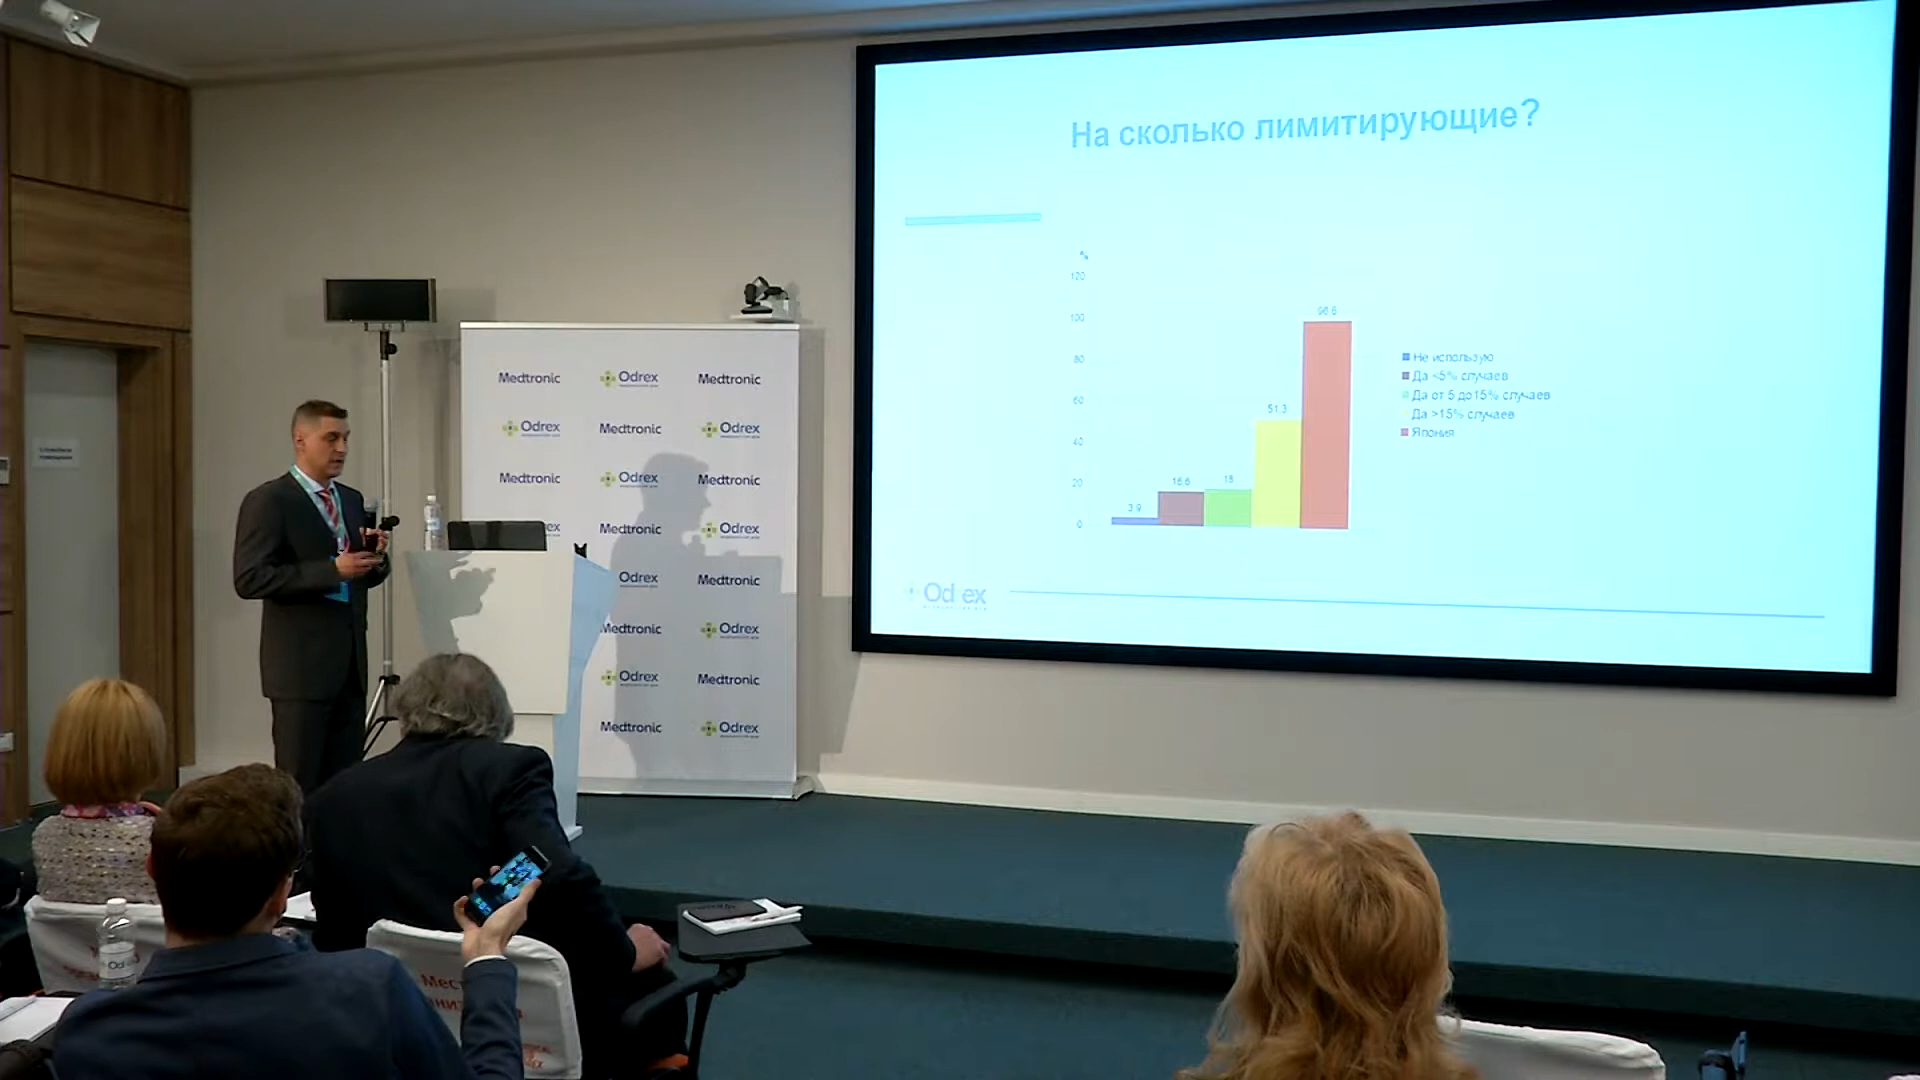 На сколько лимитирующие?
%
120
100
80
60
40
20
0
3.9
16.6
18
51.3
98.6
Не использую
Да <5% случаев
Да от 5 до15% случаев
Да >15% случаев
Япония
Odrex
Medtronic Odrex Medtronic
Odrex Medtronic Odrex
Medtronic Odrex Medtronic
Medtronic Odrex
Odrex Medtronic
Medtronic Odrex
Odrex Medtronic
Medtronic Odrex